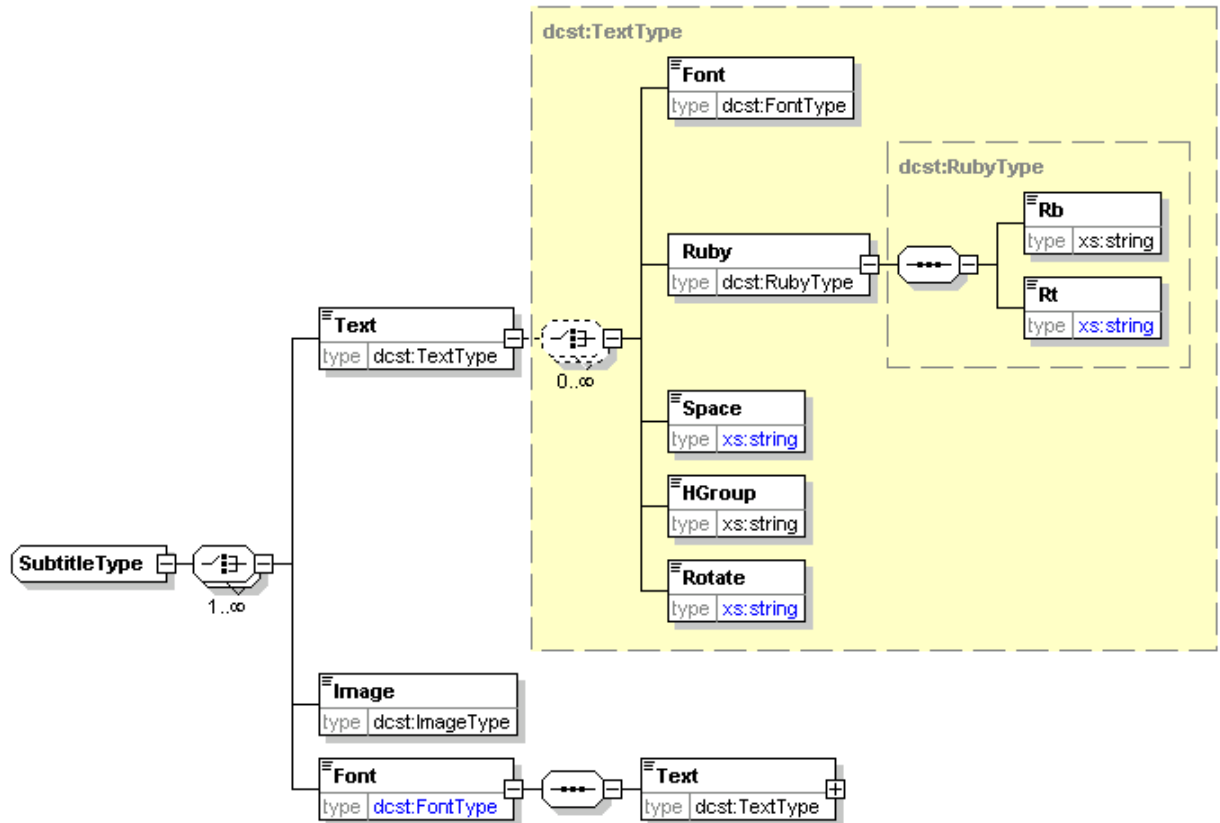 dcst:TextType
Font
type dcst:FontType
dcst:RubyType
Rb
type xs:string
Ruby
type dcst:RubyType
Rt
type xs:string
Text
type dcst:TextType
0..∞
Space
type xs:string
HGroup
type xs:string
SubtitleType
1..∞
Rotate
type xs:string
Image
type dcst:ImageType
Font
type dcst:FontType
Text
type dcst:TextType